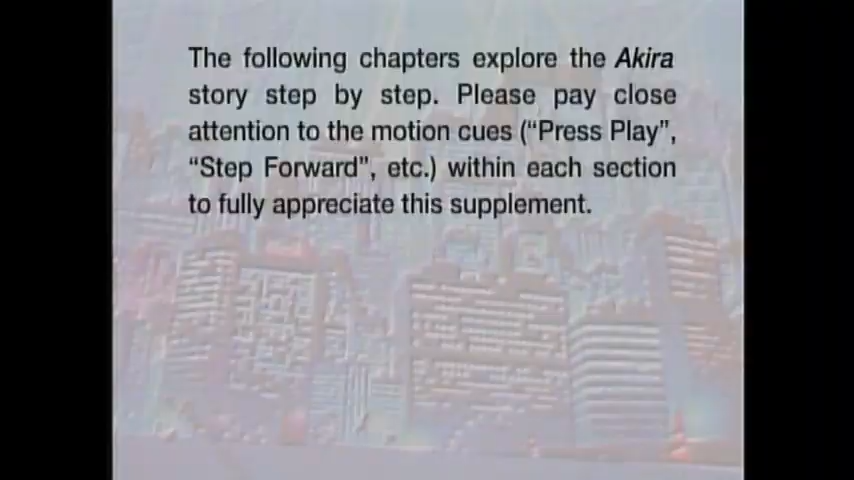 The following chapters explore the Akira
story step by step. Please pay close
attention to the motion cues (“Press Play”,
“Step Forward”, etc.) within each section
to fully appreciate this supplement.